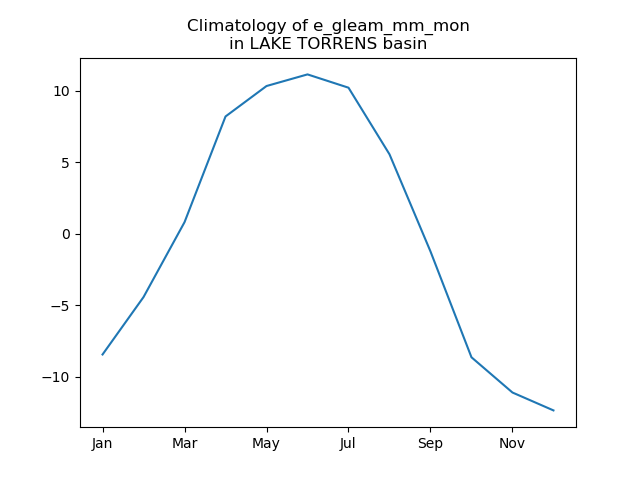 Climatology of e_gleam_mm_mon
in LAKE TORRENS basin
10
5
0
−5
−10
Jan
Mar
May
Jul
Sep
Nov